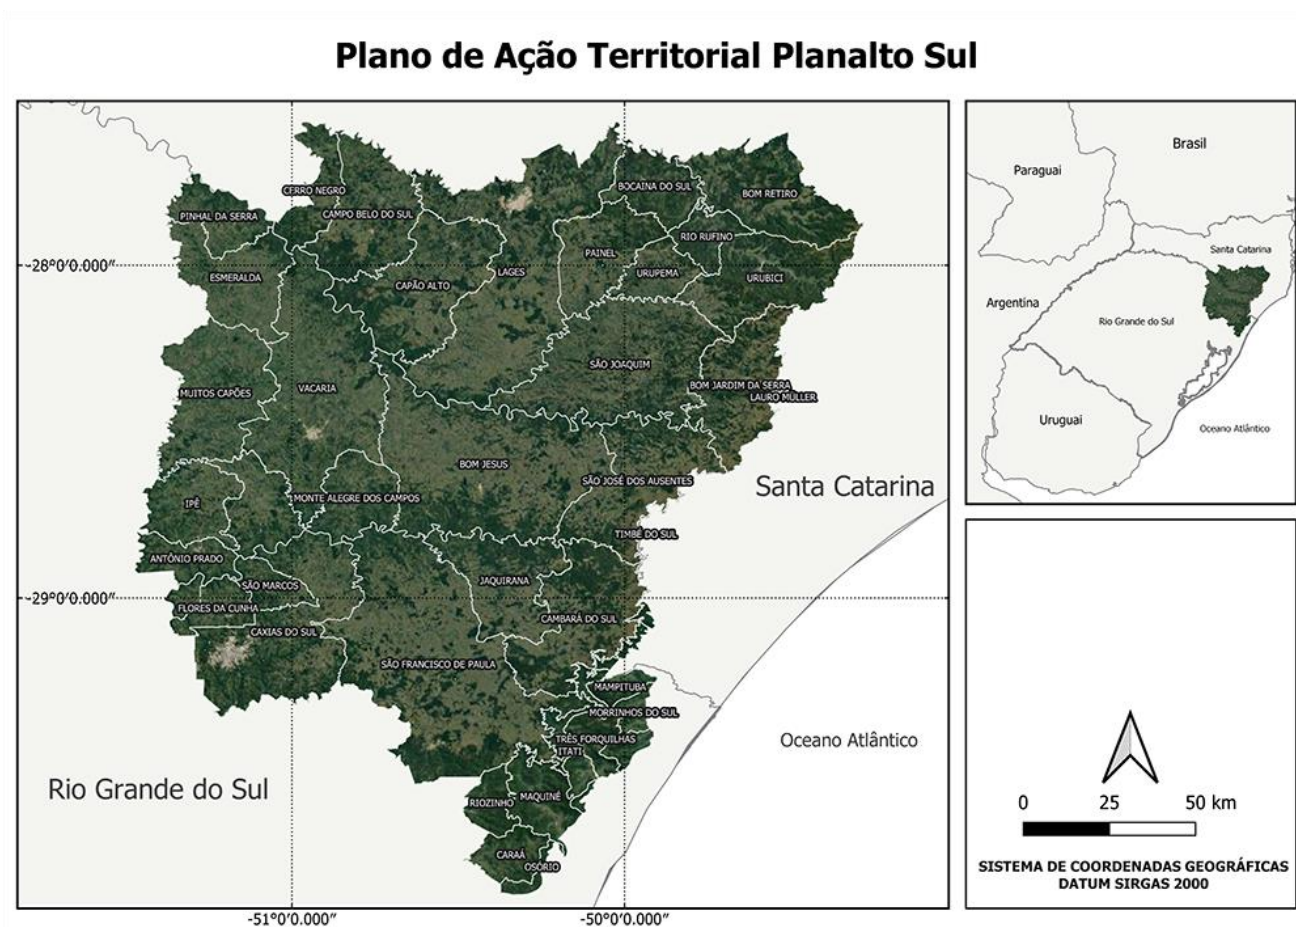 Plano de Ação Territorial Planalto Sul
CERRO NEGRO
BOCAINA DO SUL
BOM RETIRO
PINHAL DA SERRA
CAMPO BELO DO SUL
RIO RUFINO
PAINEL
-28°0'0.000"
ESMERALDA
LAGES
URUPEMA
URUBICI
CAPÃO ALTO
SÃO JOAQUIM
MUITOS CAPÕES
VACARIA
BOM JARDIM DA SERRA
LAURO MÜLLER
BOM JESUS
SÃO JOSÉ DOS AUSENTES
Santa Catarina
IPÊ
MONTE ALEGRE DOS CAMPOS
TIMBÉ DO SUL
ANTÔNIO PRADO
SÃO MARCOS
JAQUIRANA
-29°0'0.000"
FLORES DA CUNHA
CAMBARÁ DO SUL
CAXIAS DO SUL
SÃO FRANCISCO DE PAULA
MAMPITUBA
MORRINHOS DO SUL
TRÊS FORQUILHAS
ITATI
Oceano Atlântico
Rio Grande do Sul
RIOZINHO
MAQUINÉ
CARAÁ
OSÓRIO
-51°0'0.000"
-50°0'0.000"
Brasil
Paraguai
Santa Catarina
Argentina
Rio Grande do Sul
Uruguai
Oceano Atlântico
0 25 50 km
SISTEMA DE COORDENADAS GEOGRÁFICAS
DATUM SIRGAS 2000